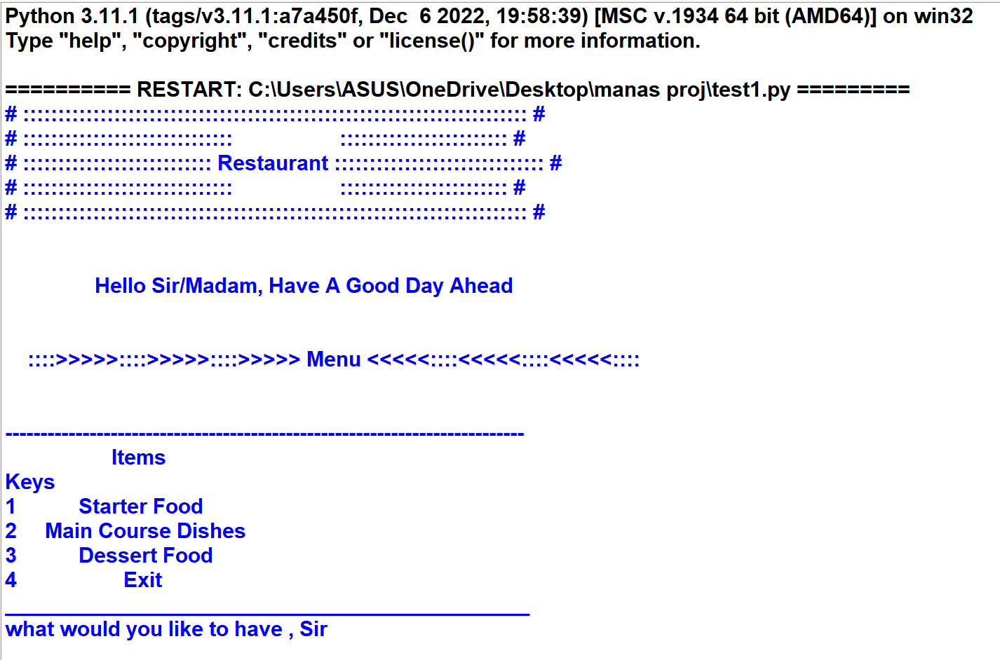 Python 3.11.1 (tags/v3.11.1:a7a450f, Dec  6 2022, 19:58:39) [MSC v.1934 64 bit (AMD64)] on win32
Type "help", "copyright", "credits" or "license()" for more information.
========== RESTART: C:\Users\ASUS\OneDrive\Desktop\manas proj\test1.py =========
# :::::::::::::::::::::::::::::::::::::::::::::::::::::::::::::::::::::::: #
# ::::::::::::::::::::::::::::::                :::::::::::::::::::::::: #
# ::::::::::::::::::::::::::: Restaurant :::::::::::::::::::::::::::::: #
# ::::::::::::::::::::::::::::::                :::::::::::::::::::::::: #
# :::::::::::::::::::::::::::::::::::::::::::::::::::::::::::::::::::::::: #
Hello Sir/Madam, Have A Good Day Ahead
::::>>>>>::::>>>>>::::>>>>> Menu <<<<<::::<<<<<::::<<<<<::::
--------------------------------------------------------------------------
Items
Keys
1 Starter Food
2 Main Course Dishes
3 Dessert Food
4 Exit
______________________________________________
what would you like to have , Sir